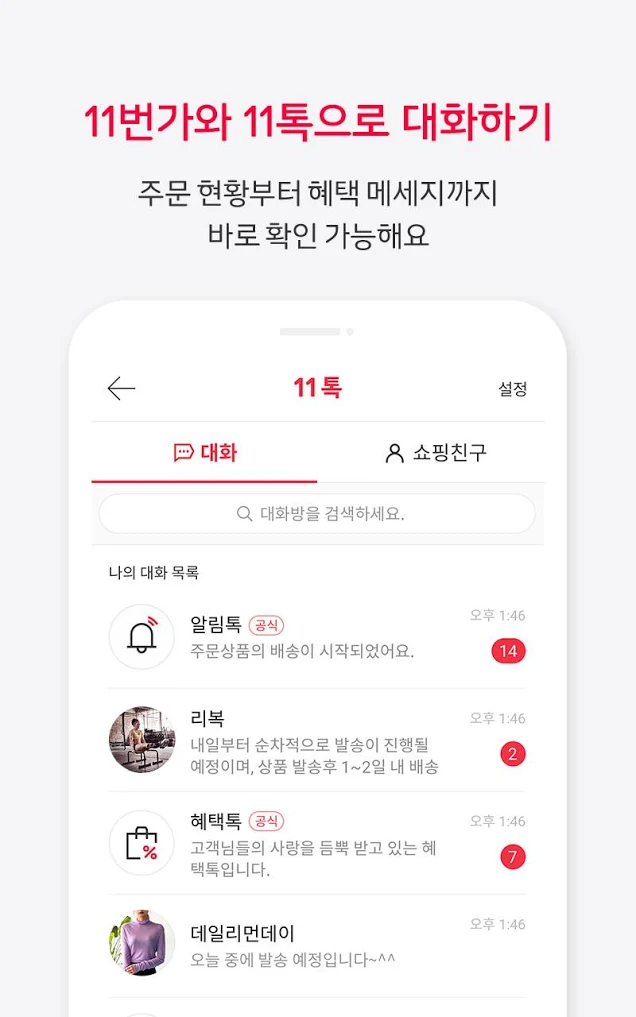 11번가와 11톡으로 대화하기
주문 현황부터 혜택 메세지까지
바로 확인 가능해요
11톡
설정
대화
쇼핑친구
대화방을 검색하세요.
나의 대화 목록
알림톡 공식
오후 1:46
주문상품의 배송이 시작되었어요.
14
리복
오후 1:46
내일부터 순차적으로 발송이 진행될
예정이며, 상품 발송후 1~2일 내 배송
2
혜택톡 공식
오후 1:46
고객님들의 사랑을 듬뿍 받고 있는 혜
택톡입니다.
7
데일리먼데이
오후 1:46
오늘 중에 발송 예정입니다~^^